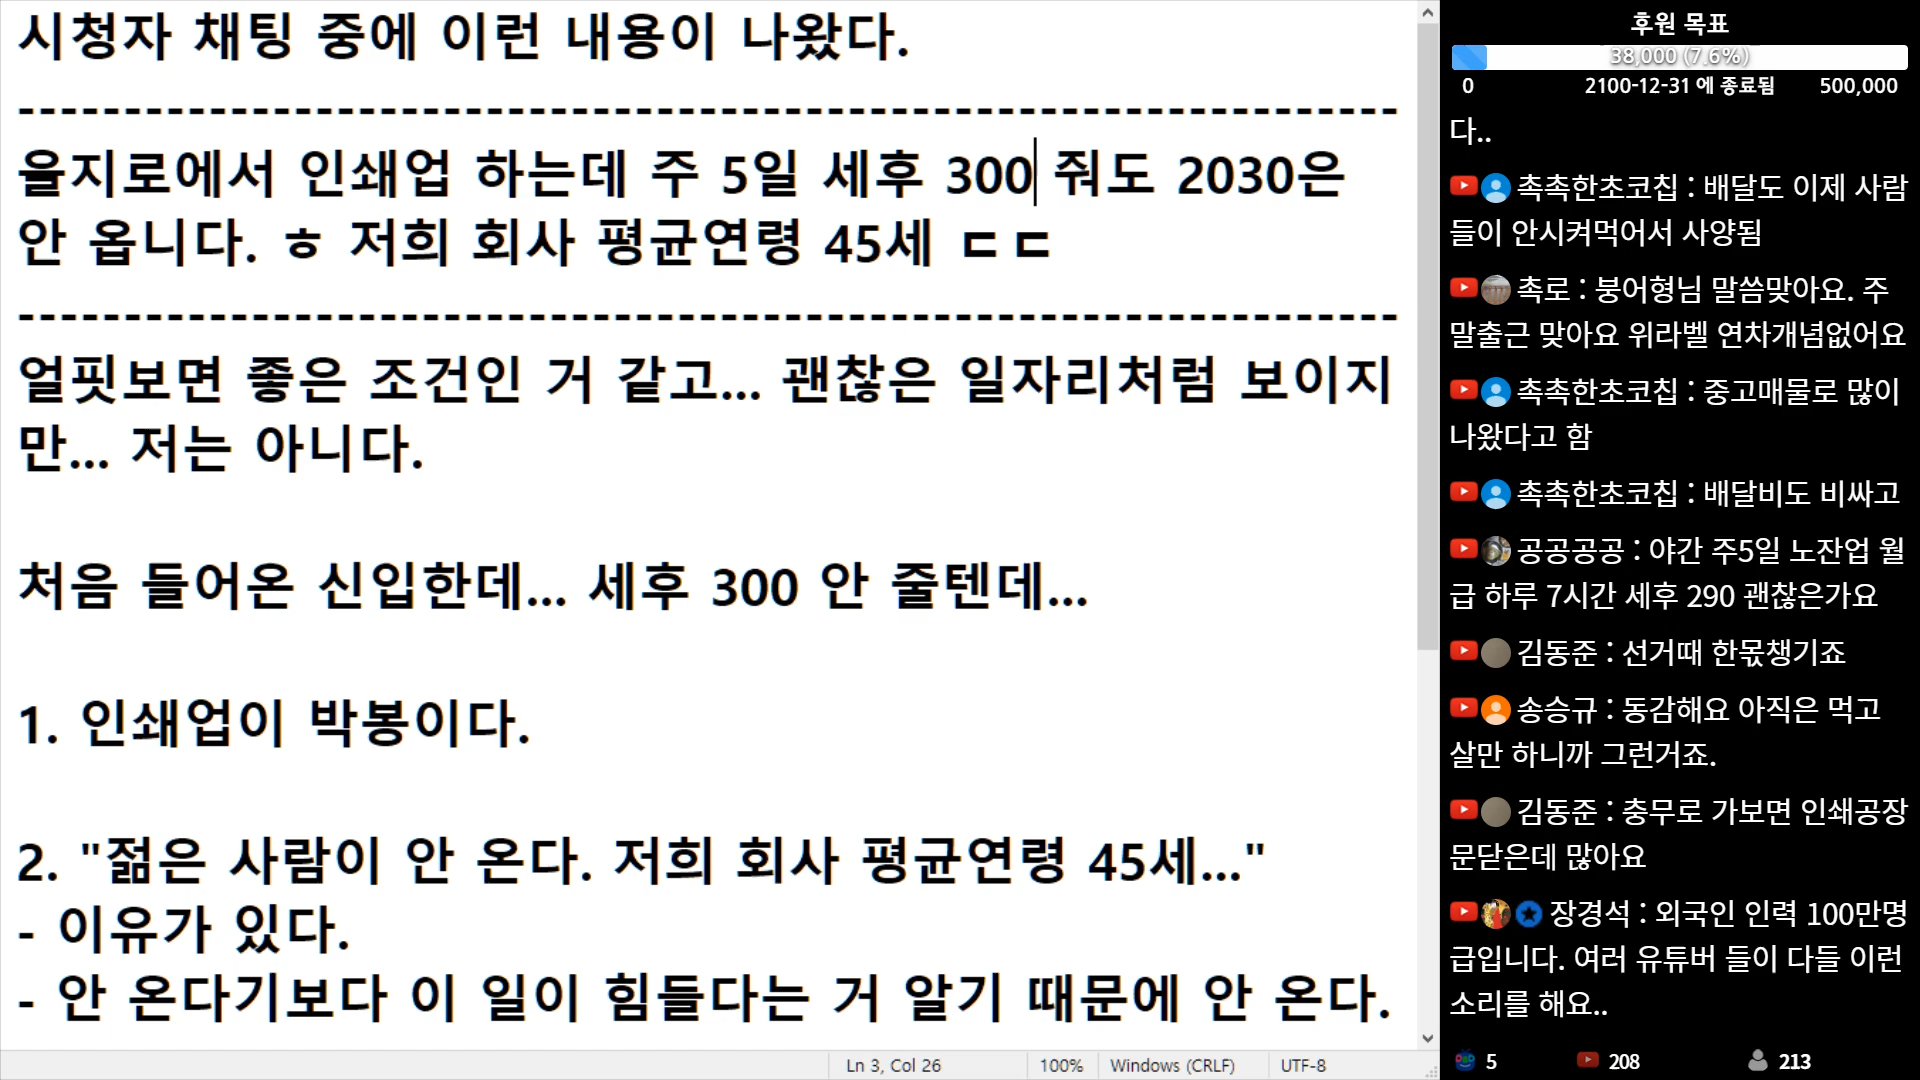 시청자 채팅 중에 이런 내용이 나왔다.
-----------------------------------------------------------------
을지로에서 인쇄업 하는데 주 5일 세후 300 줘도 2030은
안 옵니다. ㅎ 저희 회사 평균연령 45세 ㄷㄷ
-----------------------------------------------------------------
얼핏보면 좋은 조건인 거 같고... 괜찮은 일자리처럼 보이지
만... 저는 아니다.
처음 들어온 신입한데... 세후 300 안 줄텐데...
1. 인쇄업이 박봉이다.
2. "젊은 사람이 안 온다. 저희 회사 평균연령 45세..."
- 이유가 있다.
- 안 온다기보다 이 일이 힘들다는 거 알기 때문에 안 온다.
Ln 3, Col 26
100%
Windows (CRLF)
UTF-8
후원 목표
38,000 (7.6%)
0 2100-12-31 에 종료됨 500,000
다..
촉촉한초코칩 : 배달도 이제 사람
들이 안시켜먹어서 사양됨
촉로 : 붕어형님 말씀맞아요. 주
말출근 맞아요 위라벨 연차개념없어요
촉촉한초코칩 : 중고매물로 많이
나왔다고 함
촉촉한초코칩 : 배달비도 비싸고
공공공공 : 야간 주5일 노잔업 월
급 하루 7시간 세후 290 괜찮은가요
김동준 : 선거때 한몫챙기죠
송승규 : 동감해요 아직은 먹고
살만 하니까 그런거죠.
김동준 : 충무로 가보면 인쇄공장
문닫은데 많아요
장경석 : 외국인 인력 100만명
급입니다. 여러 유튜버 들이 다들 이런
소리를 해요..
5 208 213